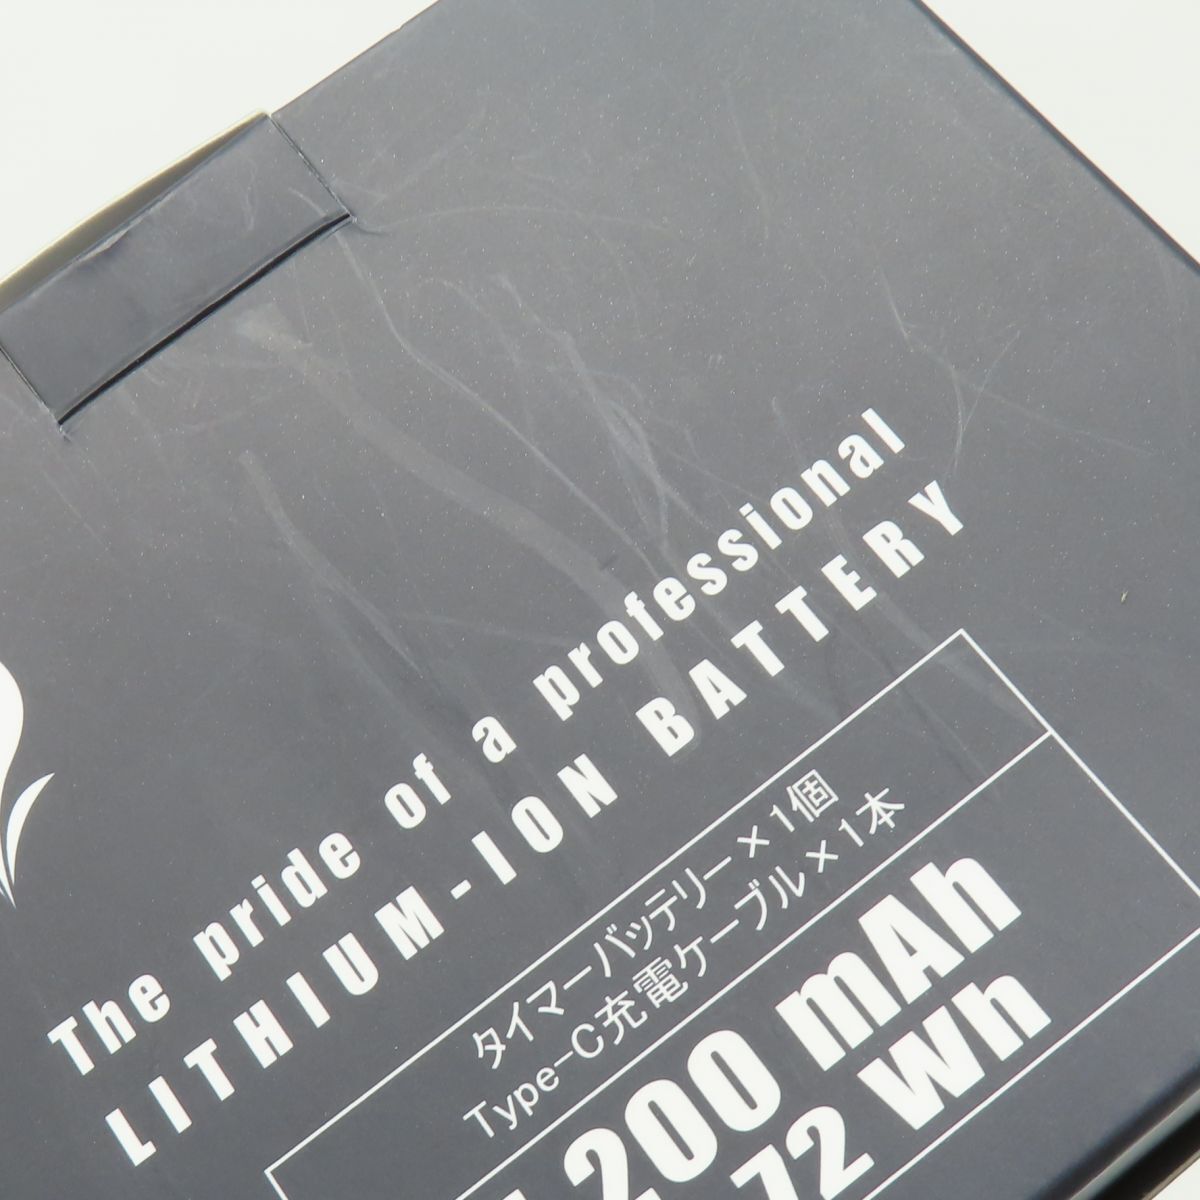 The pride of a professional
LITHIUM-ION BATTERY
タイマーバッテリー×1個
Type-C充電ケーブル×1本
200 mAh
72 Wh